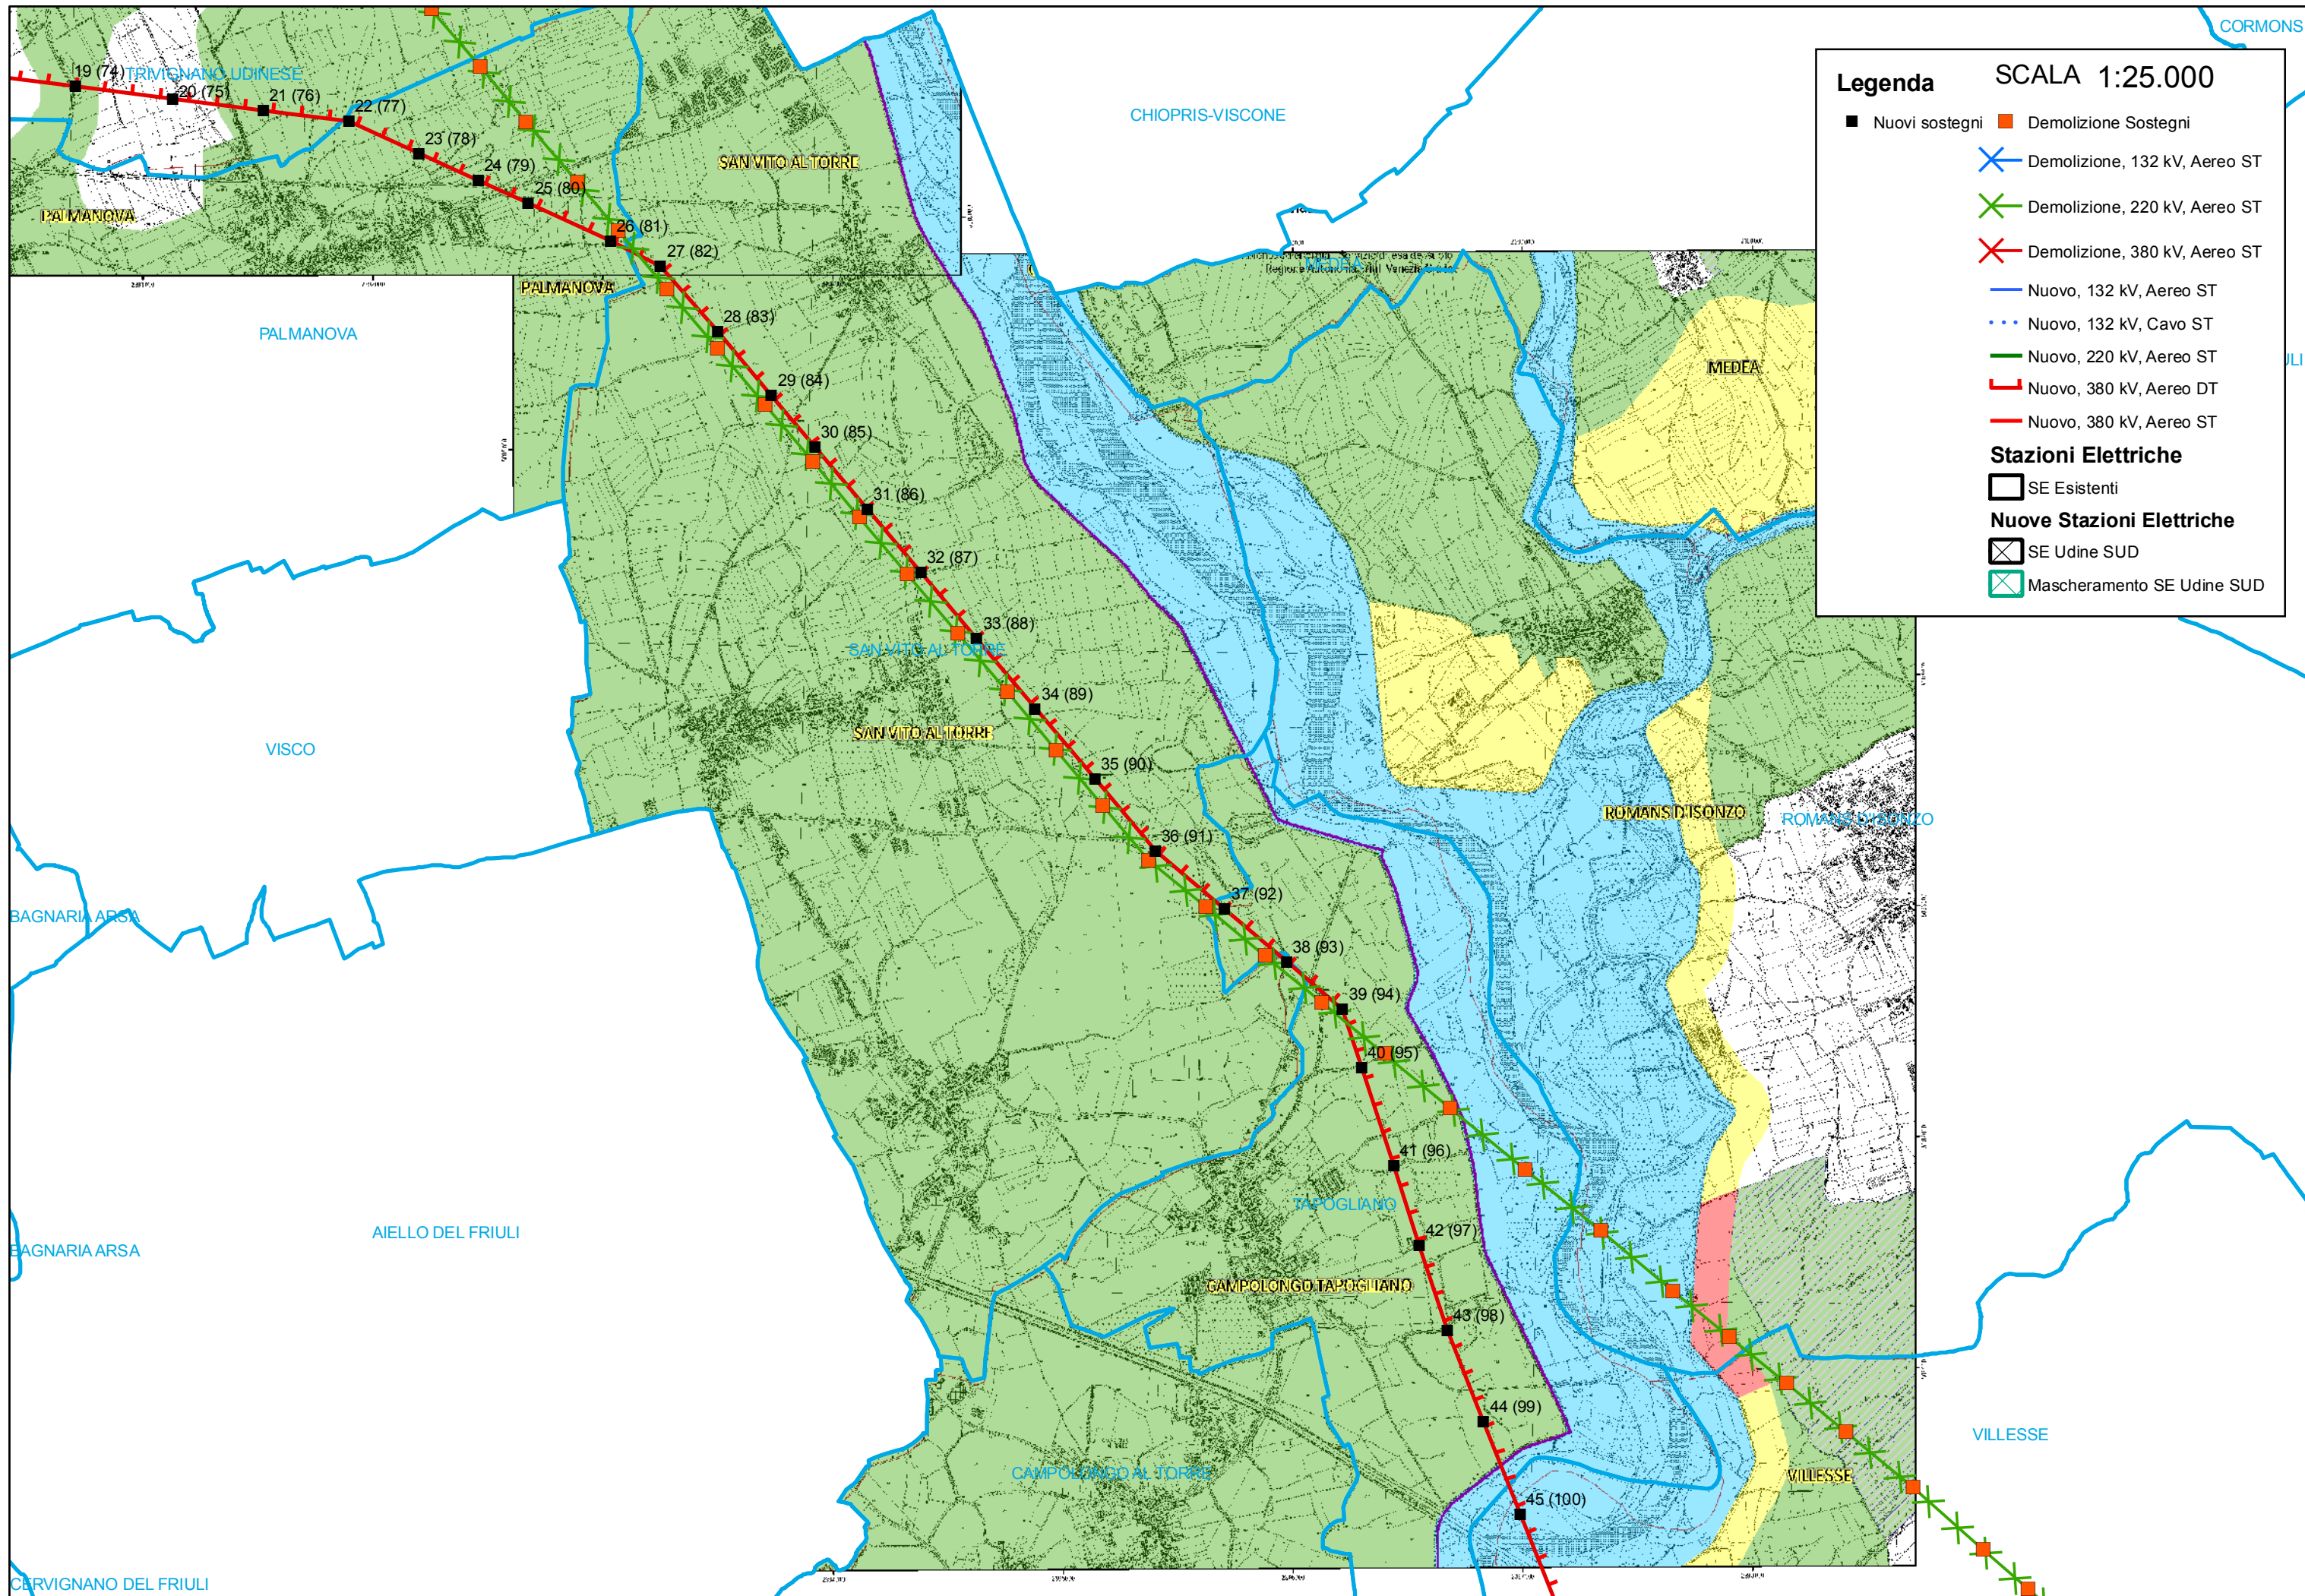 CORMONS
Legenda
SCALA 1:25.000
Nuovi sostegni
Demolizione Sostegni
Demolizione, 132 kV, Aereo ST
Demolizione, 220 kV, Aereo ST
Demolizione, 380 kV, Aereo ST
Nuovo, 132 kV, Aereo ST
Nuovo, 132 kV, Cavo ST
Nuovo, 220 kV, Aereo ST
Nuovo, 380 kV, Aereo DT
Nuovo, 380 kV, Aereo ST
Stazioni Elettriche
SE Esistenti
Nuove Stazioni Elettriche
SE Udine SUD
Mascheramento SE Udine SUD
19 (74)
TRIVIGNANO UDINESE
20 (75)
21 (76)
22 (77)
23 (78)
24 (79)
25 (80)
26 (81)
27 (82)
28 (83)
29 (84)
30 (85)
31 (86)
32 (87)
33 (88)
34 (89)
35 (90)
36 (91)
37 (92)
38 (93)
39 (94)
40 (95)
41 (96)
42 (97)
43 (98)
44 (99)
45 (100)
CHIOPRIS-VISCONE
SAN VITO AL TORRE
PALMANOVA
PALMANOVA
PALMANOVA
MEDEA
MEDEA
SAN VITO AL TORRE
SAN VITO AL TORRE
VISCO
ROMANS D'ISONZO
ROMANS D'ISONZO
BAGNARIA ARSA
AIELLO DEL FRIULI
BAGNARIA ARSA
TAPOGLIANO
CAMPOLONGO TAPOGLIANO
VILLESSE
CAMPOLONGO AL TORRE
VILLESSE
CERVIGNANO DEL FRIULI